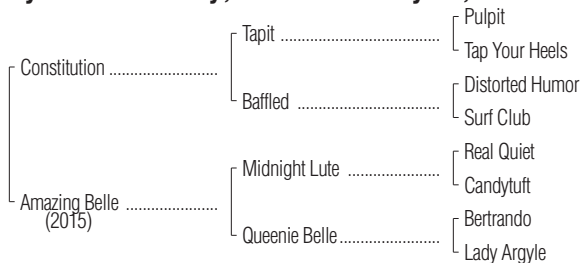 Pulpit
Tapit
Tap Your Heels
Constitution
Distorted Humor
Baffled
Surf Club
Real Quiet
Midnight Lute
Candytuft
Amazing Belle
(2015)
Bertrando
Queenie Belle
Lady Argyle